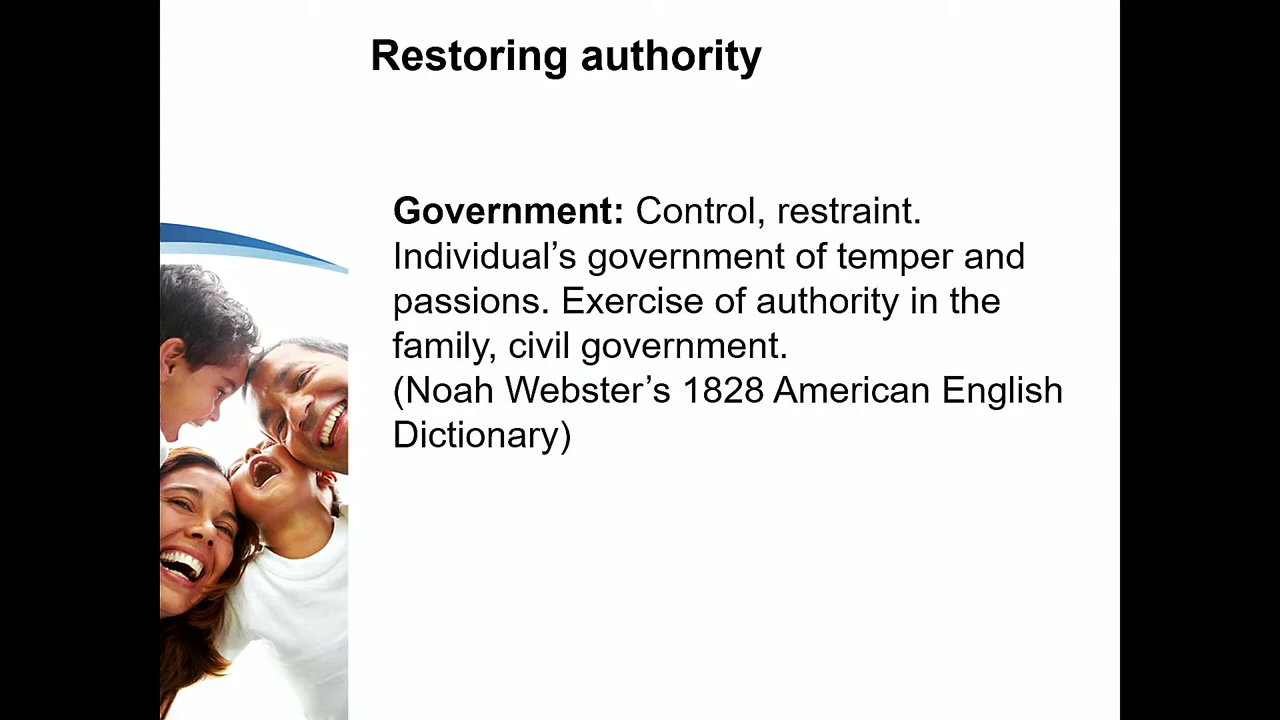 Restoring authority
Government: Control, restraint.
Individual’s government of temper and
passions. Exercise of authority in the
family, civil government.
(Noah Webster’s 1828 American English
Dictionary)